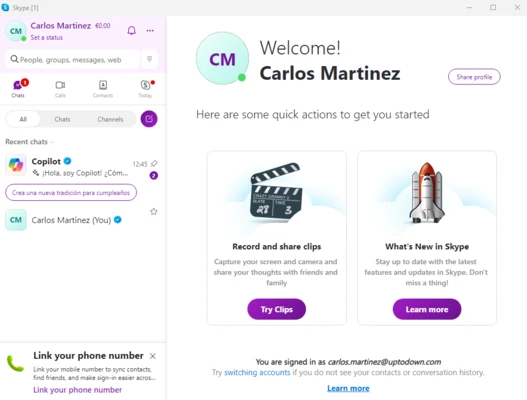 Skype [1]
CM
Carlos Martinez €0,00
Set a status
People, groups, messages, web
1
Chats
Calls
Contacts
Today
All
Chats
Channels
Recent chats
Copilot
12:45
¡Hola, soy Copilot! ¿Cóm...
2
Crea una nueva tradición para cumpleaños
CM
Carlos Martinez (You)
Link your phone number
Link your mobile number to sync contacts,
find friends, and make sign-in easier across...
Link your phone number
CM
Welcome!
Carlos Martinez
Share profile
Here are some quick actions to get you started
SLATE
TAKE
3
Record and share clips
Capture your screen and camera and
share your thoughts with friends and
family
Try Clips
What's New in Skype
Stay up to date with the latest
features and updates in Skype. Don't
miss a thing!
Learn more
You are signed in as carlos.martinez@uptodown.com
Try switching accounts if you do not see your contacts or conversation history.
Learn more